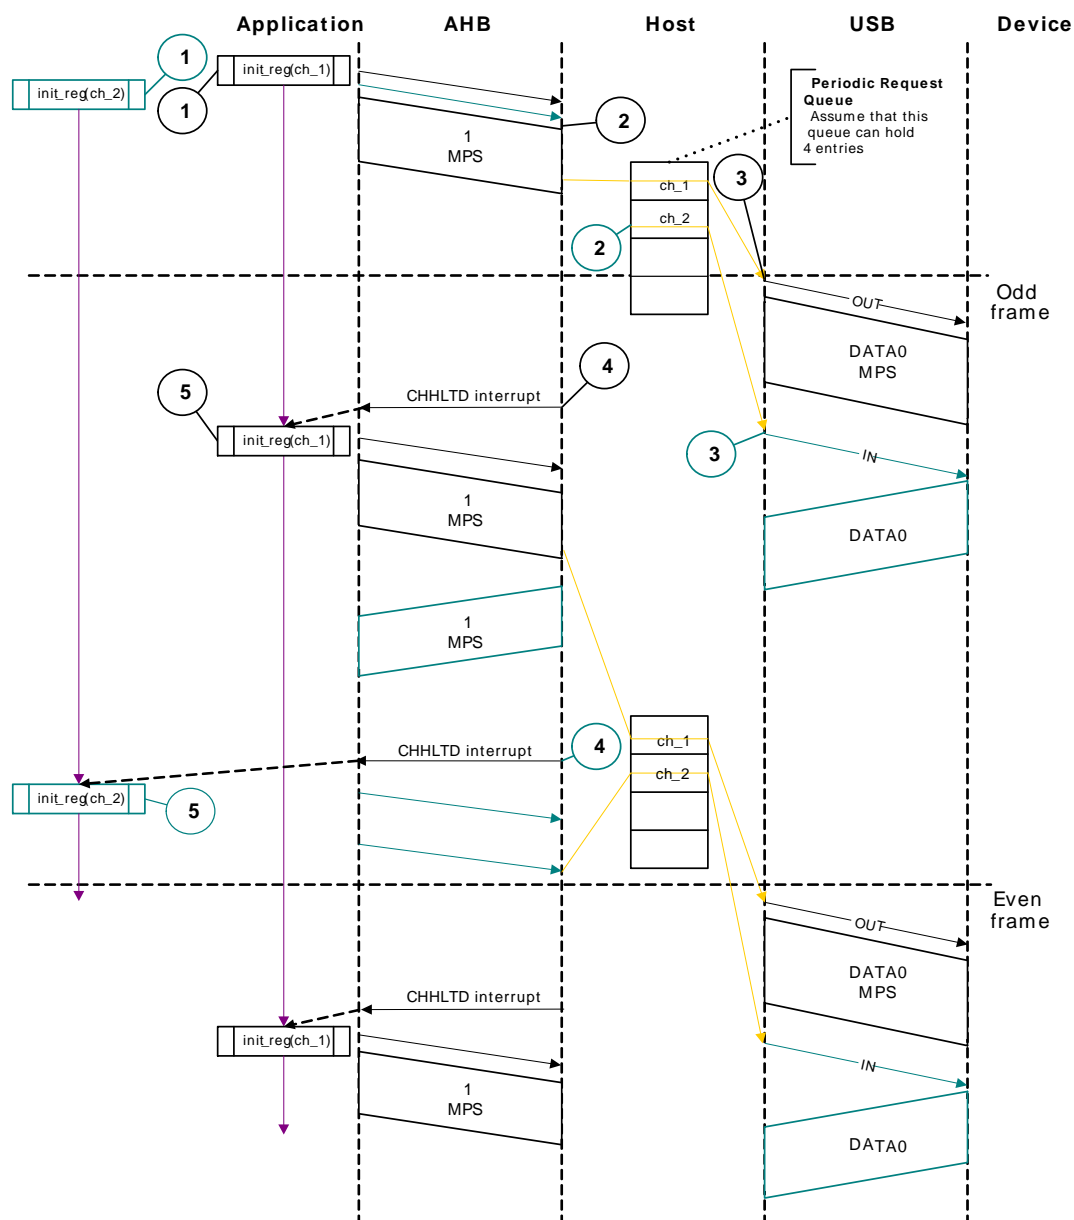 Application AHB Host USB Device
1
init_reg(ch_1)
init_reg(ch_2)
1
Periodic Request
Queue
Assume that this
queue can hold
4 entries
2
1
MPS
3
ch_1
ch_2
2
Odd
frame
OUT
DATA0
MPS
4
5
CHHLTD interrupt
init_reg(ch_1)
3
IN
1
MPS
DATA0
1
MPS
ch_1
4
CHHLTD interrupt
ch_2
init_reg(ch_2)
5
Even
frame
OUT
DATA0
MPS
CHHLTD interrupt
init_reg(ch_1)
IN
1
MPS
DATA0